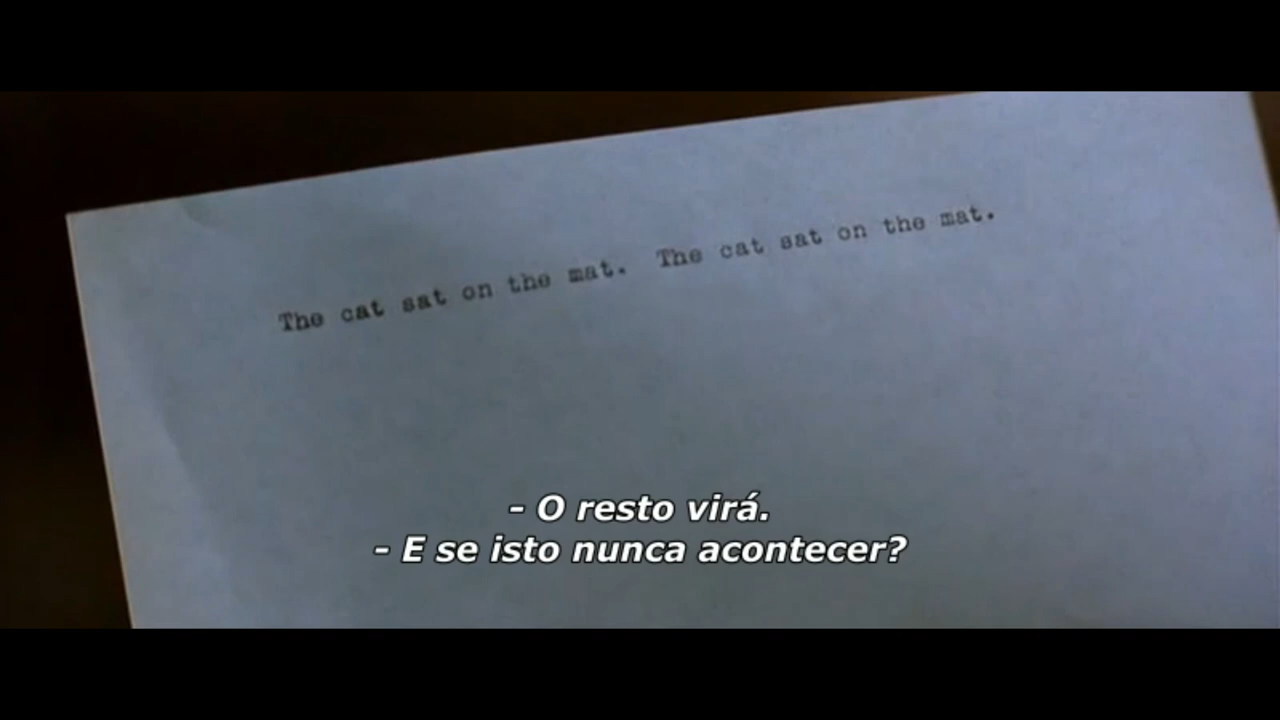 The cat sat on the mat.  The cat sat on the mat.
- O resto virá.
- E se isto nunca acontecer?